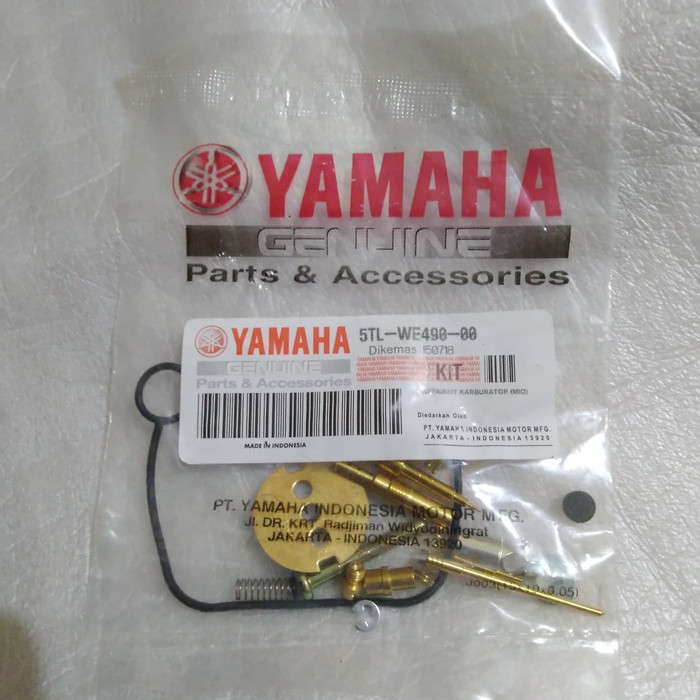 YAMAHA
GENUINE
Parts & Accessories
YAMAHA
GENUINE
Parts & Accessories
5TL-WE490-00
Dikemas 150718
KIT
KARBURATOR (MIO)
Diedarkan Oleh
PT. YAMAHA INDONESIA MOTOR MFG.
JAKARTA - INDONESIA 13920
MADE IN INDONESIA
PT. YAMAHA INDONESIA MOTOR MFG.
Jl. DR. KRT. Radjiman Widyodiningrat
JAKARTA - INDONESIA 13920